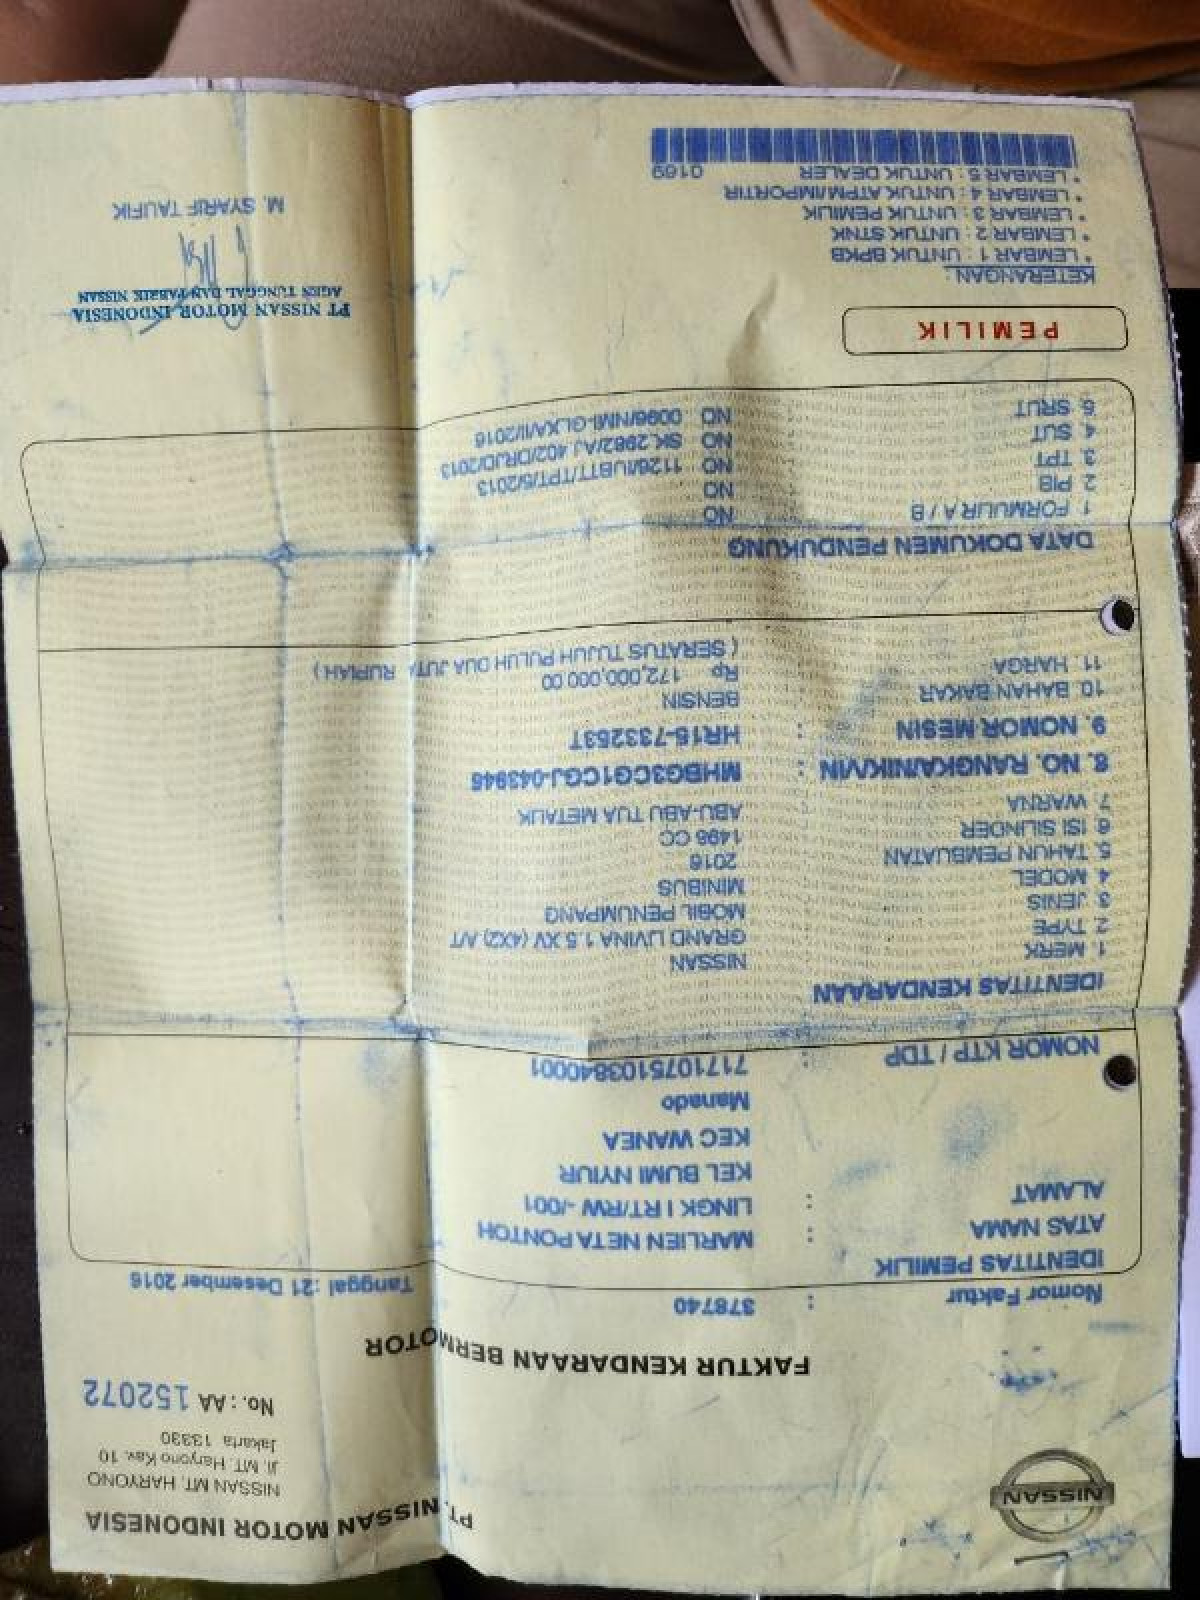 NISSAN
PT. NISSAN MOTOR INDONESIA
NISSAN MT. HARYONO
Jl. MT. Haryono Kav. 10
Jakarta 13330
No. : AA 152072
FAKTUR KENDARAAN BERMOTOR
Nomor Faktur : 378740
Tanggal : 21 Desember 2016
IDENTITAS PEMILIK
ATAS NAMA : MARLIEN NETA PONTOH
ALAMAT : LINGK I RT/RW -/001
KEL BUMI NYIUR
KEC WANEA
Manado
NOMOR KTP / TDP : 7171075103840001
IDENTITAS KENDARAAN
1. MERK NISSAN
2. TYPE GRAND LIVINA 1.5 XV (4X2) A/T
3. JENIS MOBIL PENUMPANG
4. MODEL MINIBUS
5. TAHUN PEMBUATAN 2016
6. ISI SILINDER 1498 CC
7. WARNA ABU-ABU TUA METALIK
8. NO. RANGKA/NIK/VIN : MHBG3CG1CGJ-043946
9. NOMOR MESIN : HR15-733253T
10. BAHAN BAKAR BENSIN
11. HARGA Rp 172,000,000.00
( SERATUS TUJUH PULUH DUA JUTA RUPIAH )
DATA DOKUMEN PENDUKUNG
1. FORMULIR A / B NO
2. PIB NO
3. TPT NO 1126/IUBTT/TPT/5/2013
4. SUT NO SK.2982/AJ.402/DRJD/2013
5. SRUT NO 0096/NMI-GLXA/II/2016
PEMILIK
KETERANGAN.
* LEMBAR 1 : UNTUK BPKB
* LEMBAR 2 : UNTUK STNK
* LEMBAR 3 : UNTUK PEMILIK
* LEMBAR 4 : UNTUK ATPM/IMPORTIR
* LEMBAR 5 : UNTUK DEALER
0169
PT NISSAN MOTOR INDONESIA
AGEN TUNGGAL DAN PABRIK NISSAN
M. SYARIF TAUFIK